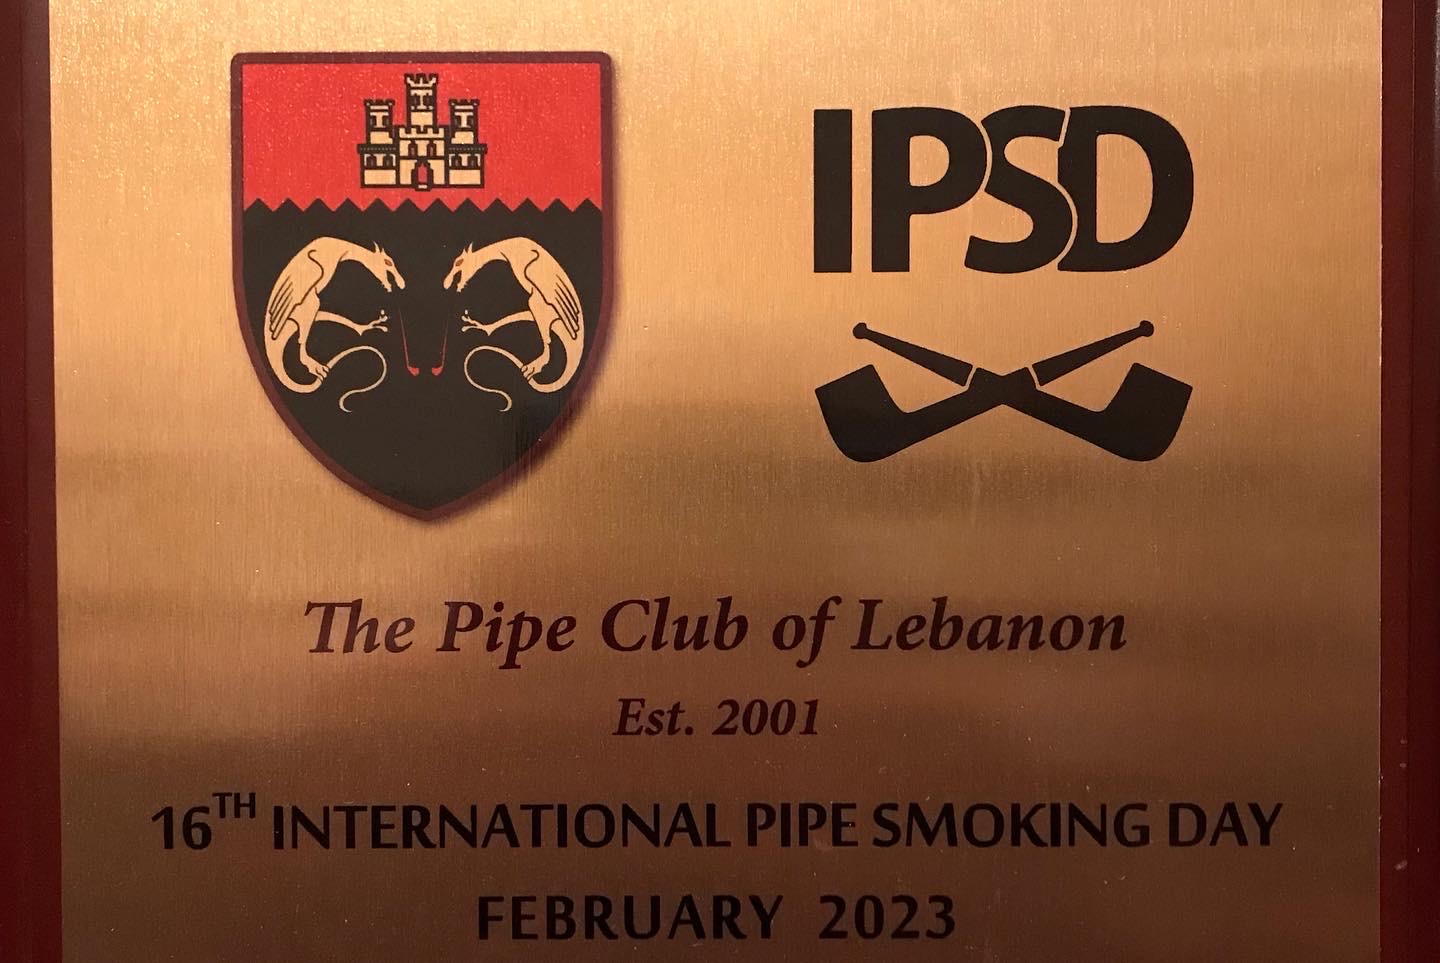 IPSD
The Pipe Club of Lebanon
Est. 2001
16TH INTERNATIONAL PIPE SMOKING DAY
FEBRUARY 2023